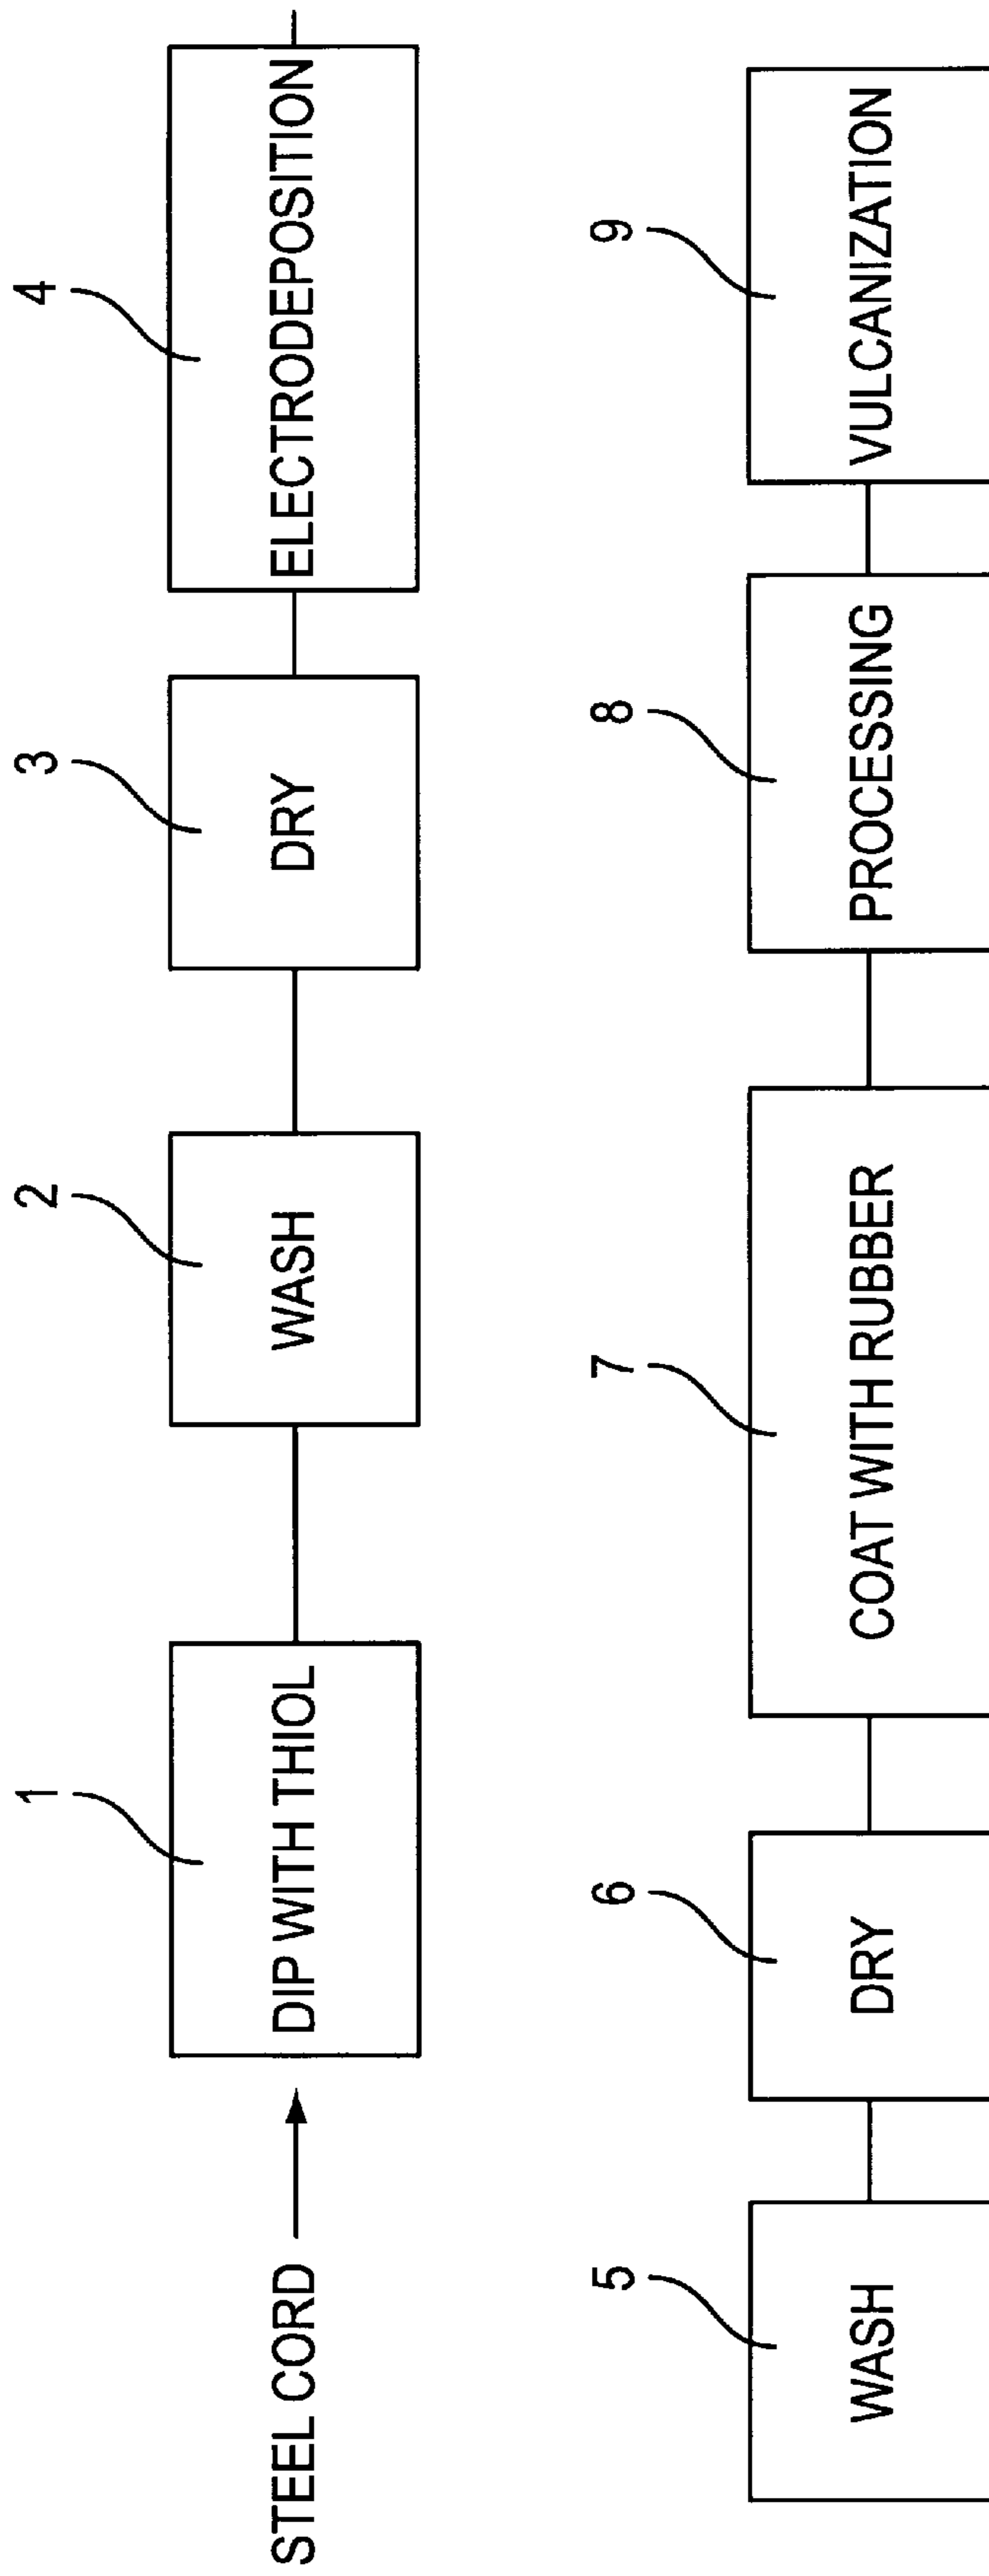 1
2
3
4
STEEL CORD
DIP WITH THIOL
WASH
DRY
ELECTRODEPOSITION
5
6
7
8
9
WASH
DRY
COAT WITH RUBBER
PROCESSING
VULCANIZATION